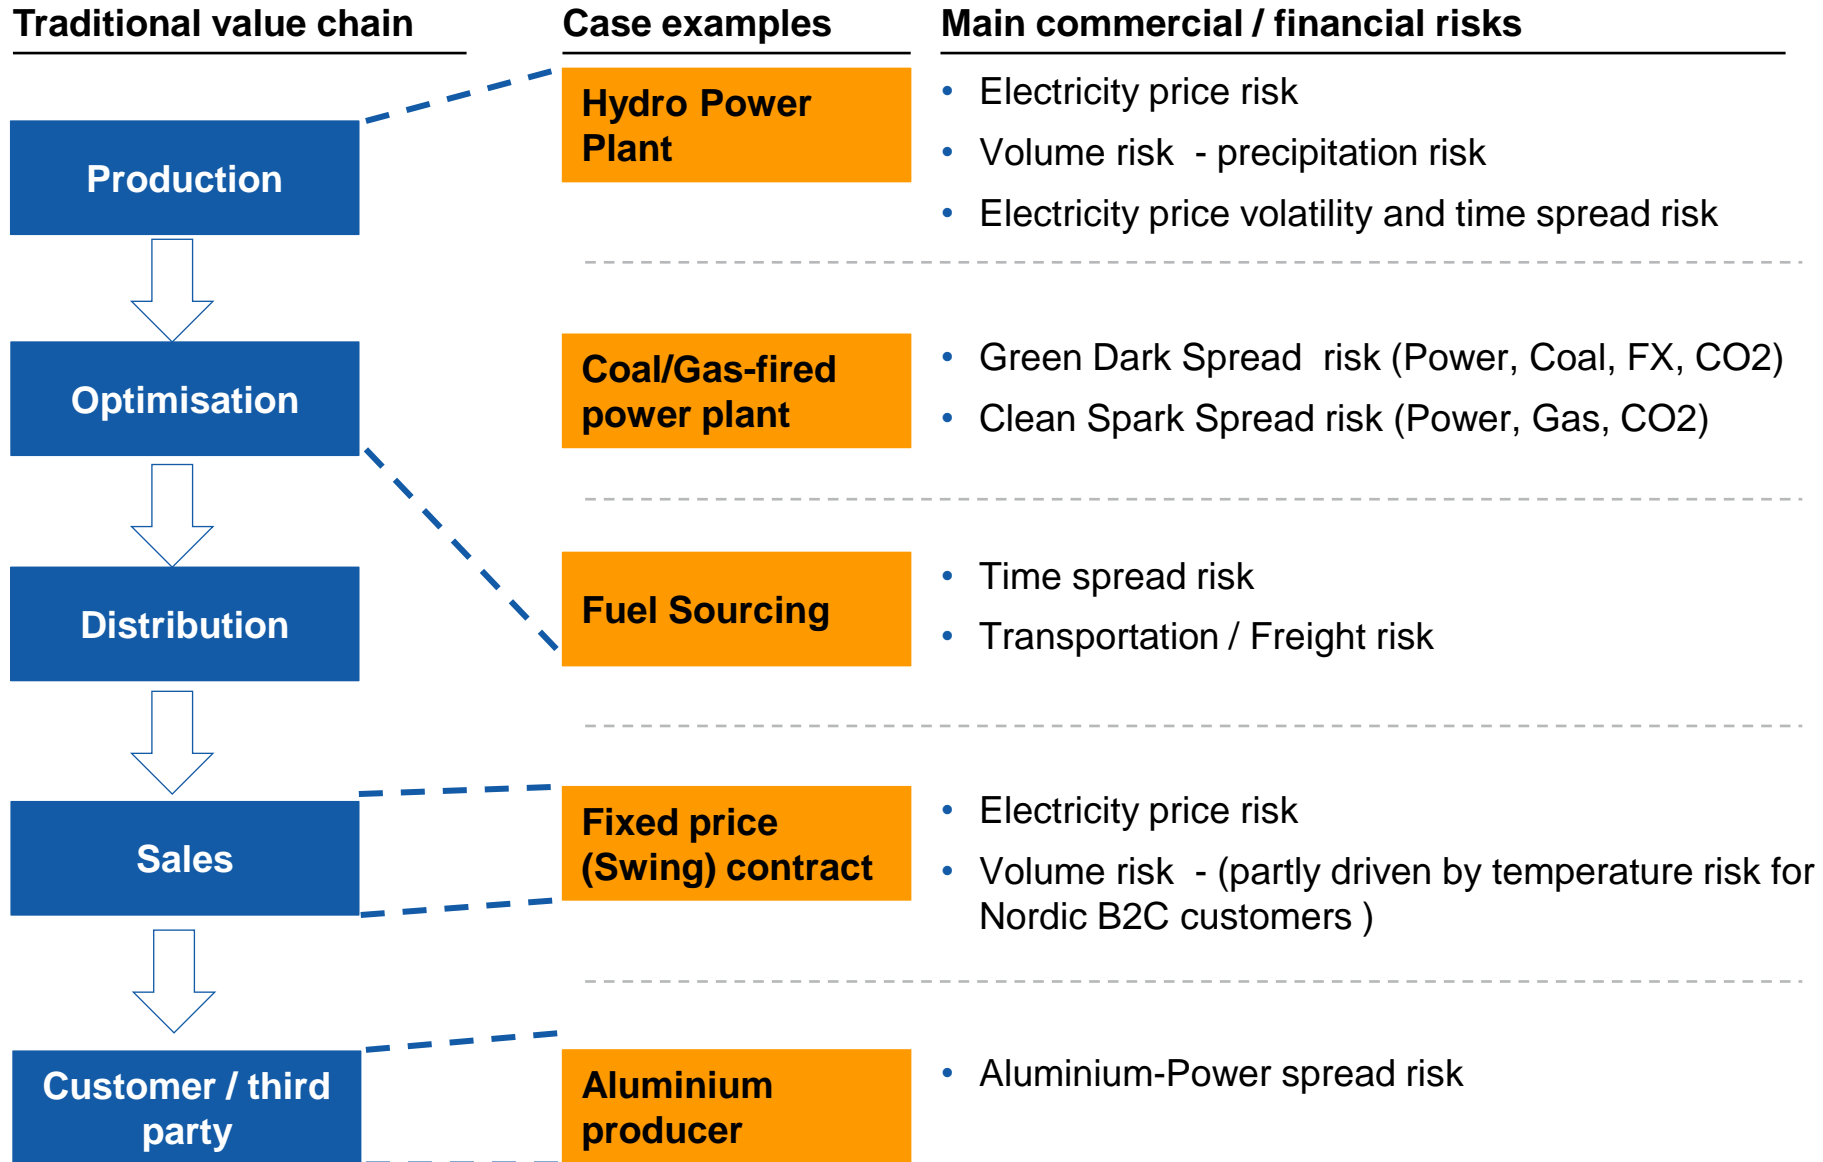 Traditional value chain
Case examples
Main commercial / financial risks
Production
Hydro Power
Plant
• Electricity price risk
• Volume risk  - precipitation risk
• Electricity price volatility and time spread risk
Optimisation
Coal/Gas-fired
power plant
• Green Dark Spread  risk (Power, Coal, FX, CO2)
• Clean Spark Spread risk (Power, Gas, CO2)
Distribution
Fuel Sourcing
• Time spread risk
• Transportation / Freight risk
Sales
Fixed price
(Swing) contract
• Electricity price risk
• Volume risk  - (partly driven by temperature risk for
Nordic B2C customers )
Customer / third
party
Aluminium
producer
• Aluminium-Power spread risk